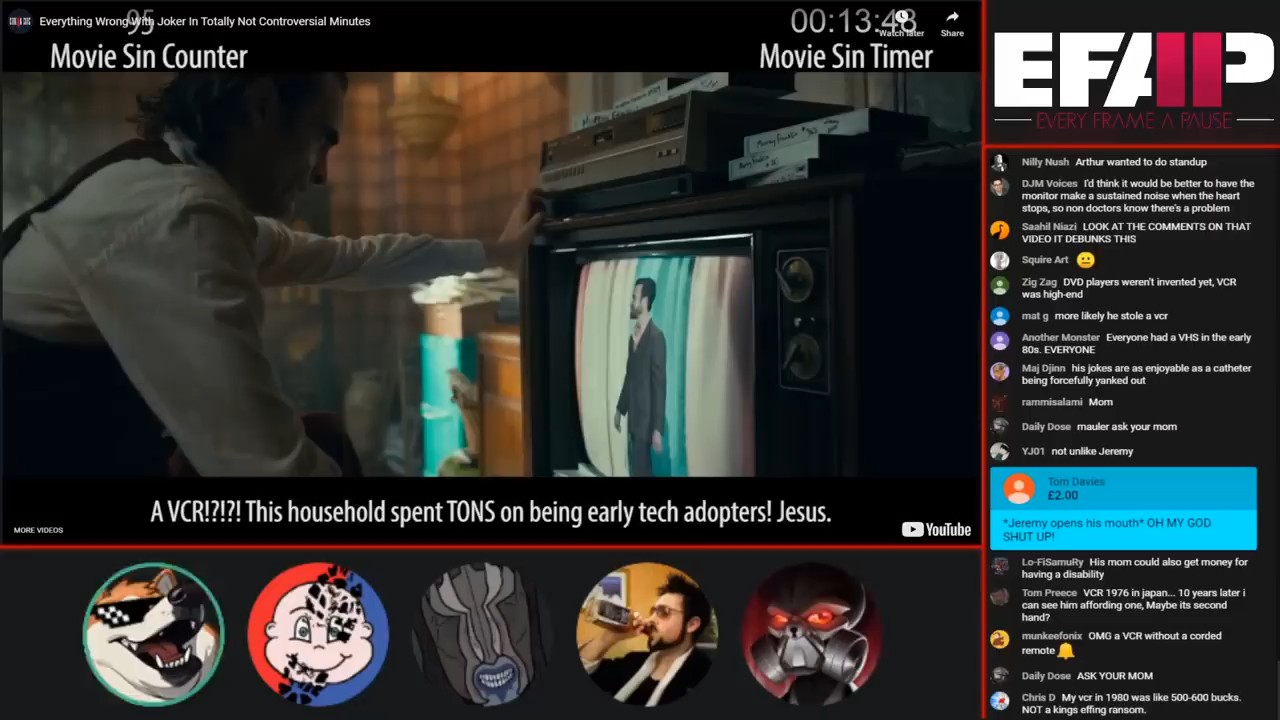 Everything Wrong With Joker In Totally Not Controversial Minutes
95
Movie Sin Counter
00:13:48
Watch later
Share
Movie Sin Timer
A VCR!?!?! This household spent TONS on being early tech adopters! Jesus.
MORE VIDEOS
YouTube
EFAP
EVERY FRAME A PAUSE
Nilly Nush Arthur wanted to do standup
DJM Voices I'd think it would be better to have the
monitor make a sustained noise when the heart
stops, so non doctors know there's a problem
Saahil Niazi LOOK AT THE COMMENTS ON THAT
VIDEO IT DEBUNKS THIS
Squire Art 😐
Zig Zag DVD players weren't invented yet, VCR
was high-end
mat g more likely he stole a vcr
Another Monster Everyone had a VHS in the early
80s. EVERYONE
Maj Djinn his jokes are as enjoyable as a catheter
being forcefully yanked out
rammisalami Mom
Daily Dose mauler ask your mom
YJ01 not unlike Jeremy
Tom Davies
£2.00
*Jeremy opens his mouth* OH MY GOD
SHUT UP!
Lo-FiSamuRy His mom could also get money for
having a disability
Tom Preece VCR 1976 in japan... 10 years later i
can see him affording one, Maybe its second
hand?
munkeefonix OMG a VCR without a corded
remote 🔔
Daily Dose ASK YOUR MOM
Chris D My vcr in 1980 was like 500-600 bucks.
NOT a kings effing ransom.